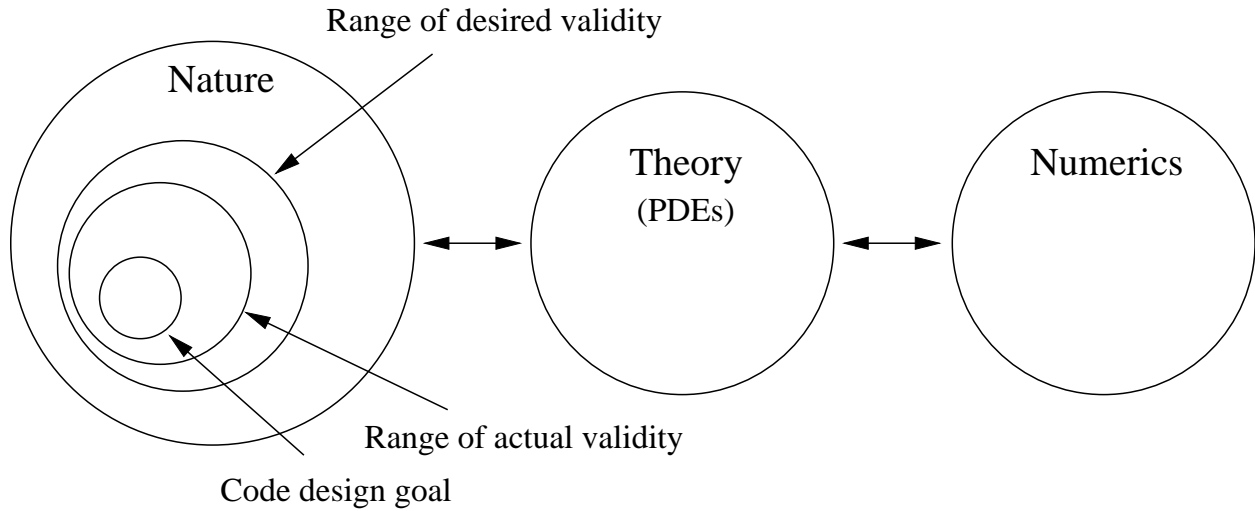 Range of desired validity
Nature
Theory
(PDEs)
Numerics
Range of actual validity
Code design goal